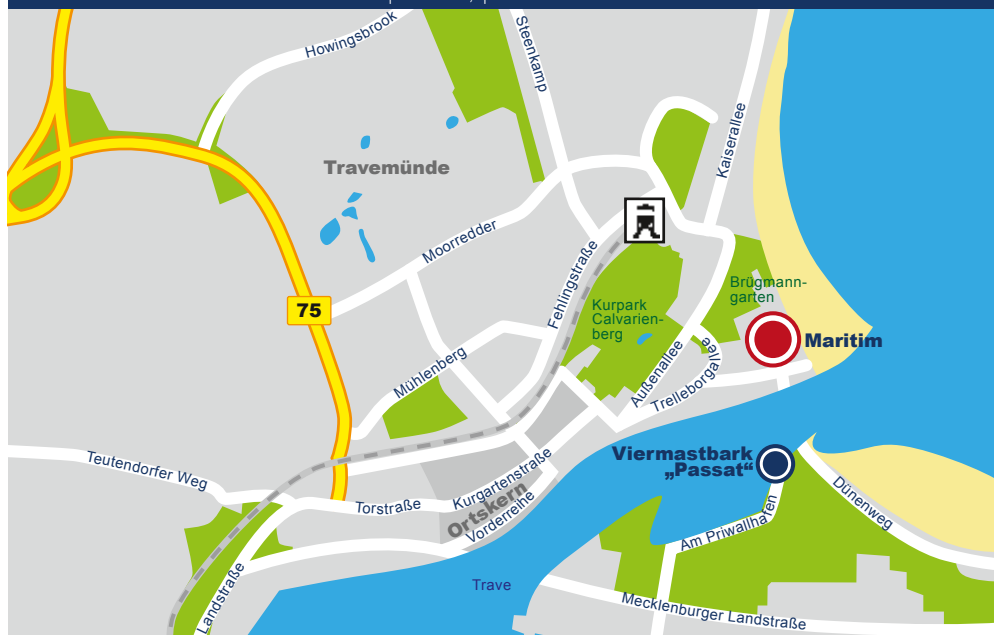 Howingsbrook
Steenkamp
Kaiserallee
Travemünde
Moorredder
Fehlingstraße
Brügmann-
garten
75
Kurpark
Calvarien-
berg
Maritim
Mühlenberg
Außenallee
Trelleborgallee
Viermastbark
„Passat“
Teutendorfer Weg
Kurgartenstraße
Torstraße
Ortskern
Vorderreihe
Dünenweg
Am Priwallhafen
Trave
Landstraße
Mecklenburger Landstraße